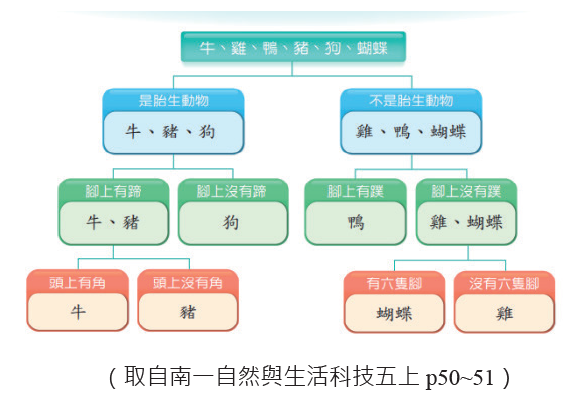 牛、雞、鴨、豬、狗、蝴蝶
是胎生動物
不是胎生動物
牛、豬、狗
雞、鴨、蝴蝶
腳上有蹄
腳上沒有蹄
腳上有蹼
腳上沒有蹼
牛、豬
狗
鴨
雞、蝴蝶
頭上有角
頭上沒有角
有六隻腳
沒有六隻腳
牛
豬
蝴蝶
雞
（取自南一自然與生活科技五上 p50~51）